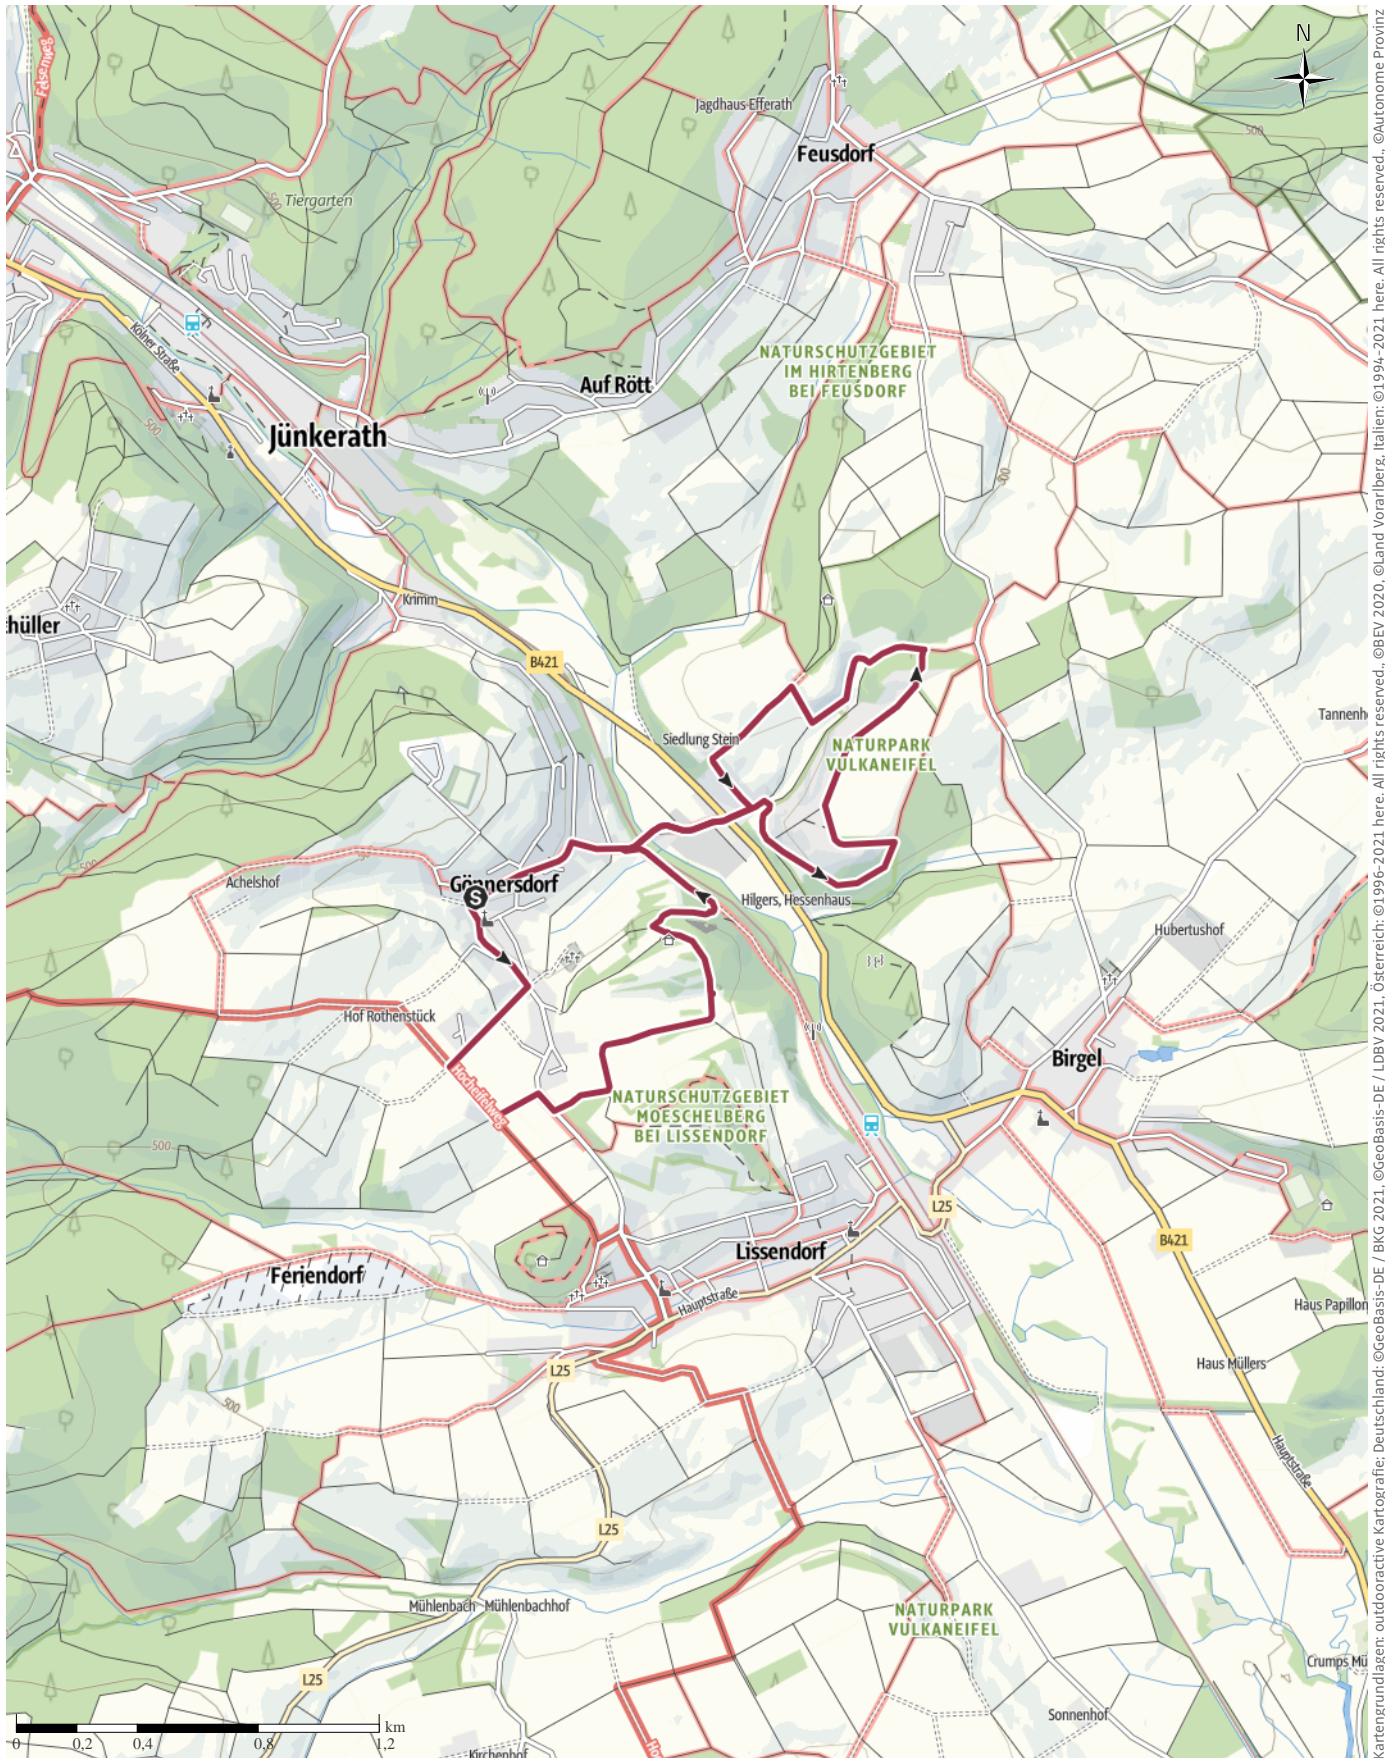 N
Felsenweg
Jagdhaus Efferath
Feusdorf
500
Tiergarten
500
NATURSCHUTZGEBIET
IM HIRTENBERG
BEI FEUSDORF
Kölner Straße
Auf Rött
500
Jünkerath
500
Krimm
B421
Siedlung Stein
NATURPARK
VULKANEIFEL
Tannenh
500
Achelshof
Gönnersdorf
S
Hilgers, Hessenhaus
Hubertushof
Hof Rothenstück
Birgel
Hocheifelweg
NATURSCHUTZGEBIET
MOESCHELBERG
BEI LISSENDORF
500
L25
B421
Lissendorf
Feriendorf
Hauptstraße
Haus Papillon
Haus Müllers
L25
500
Hauptstraße
L25
Mühlenbach
Mühlenbachhof
NATURPARK
VULKANEIFEL
L25
Crumps Mü
Sonnenhof
Kirchenhof
Ho
km
0
0,2
0,4
0,8
1,2
artengrundlagen: outdooractive Kartografie; Deutschland: ©GeoBasis-DE / BKG 2021, ©GeoBasis-DE / LDBV 2021, Österreich: ©1996-2021 here. All rights reserved., ©BEV 2020, ©Land Vorarlberg, Italien: ©1994-2021 here. All rights reserved., ©Autonome Provinz